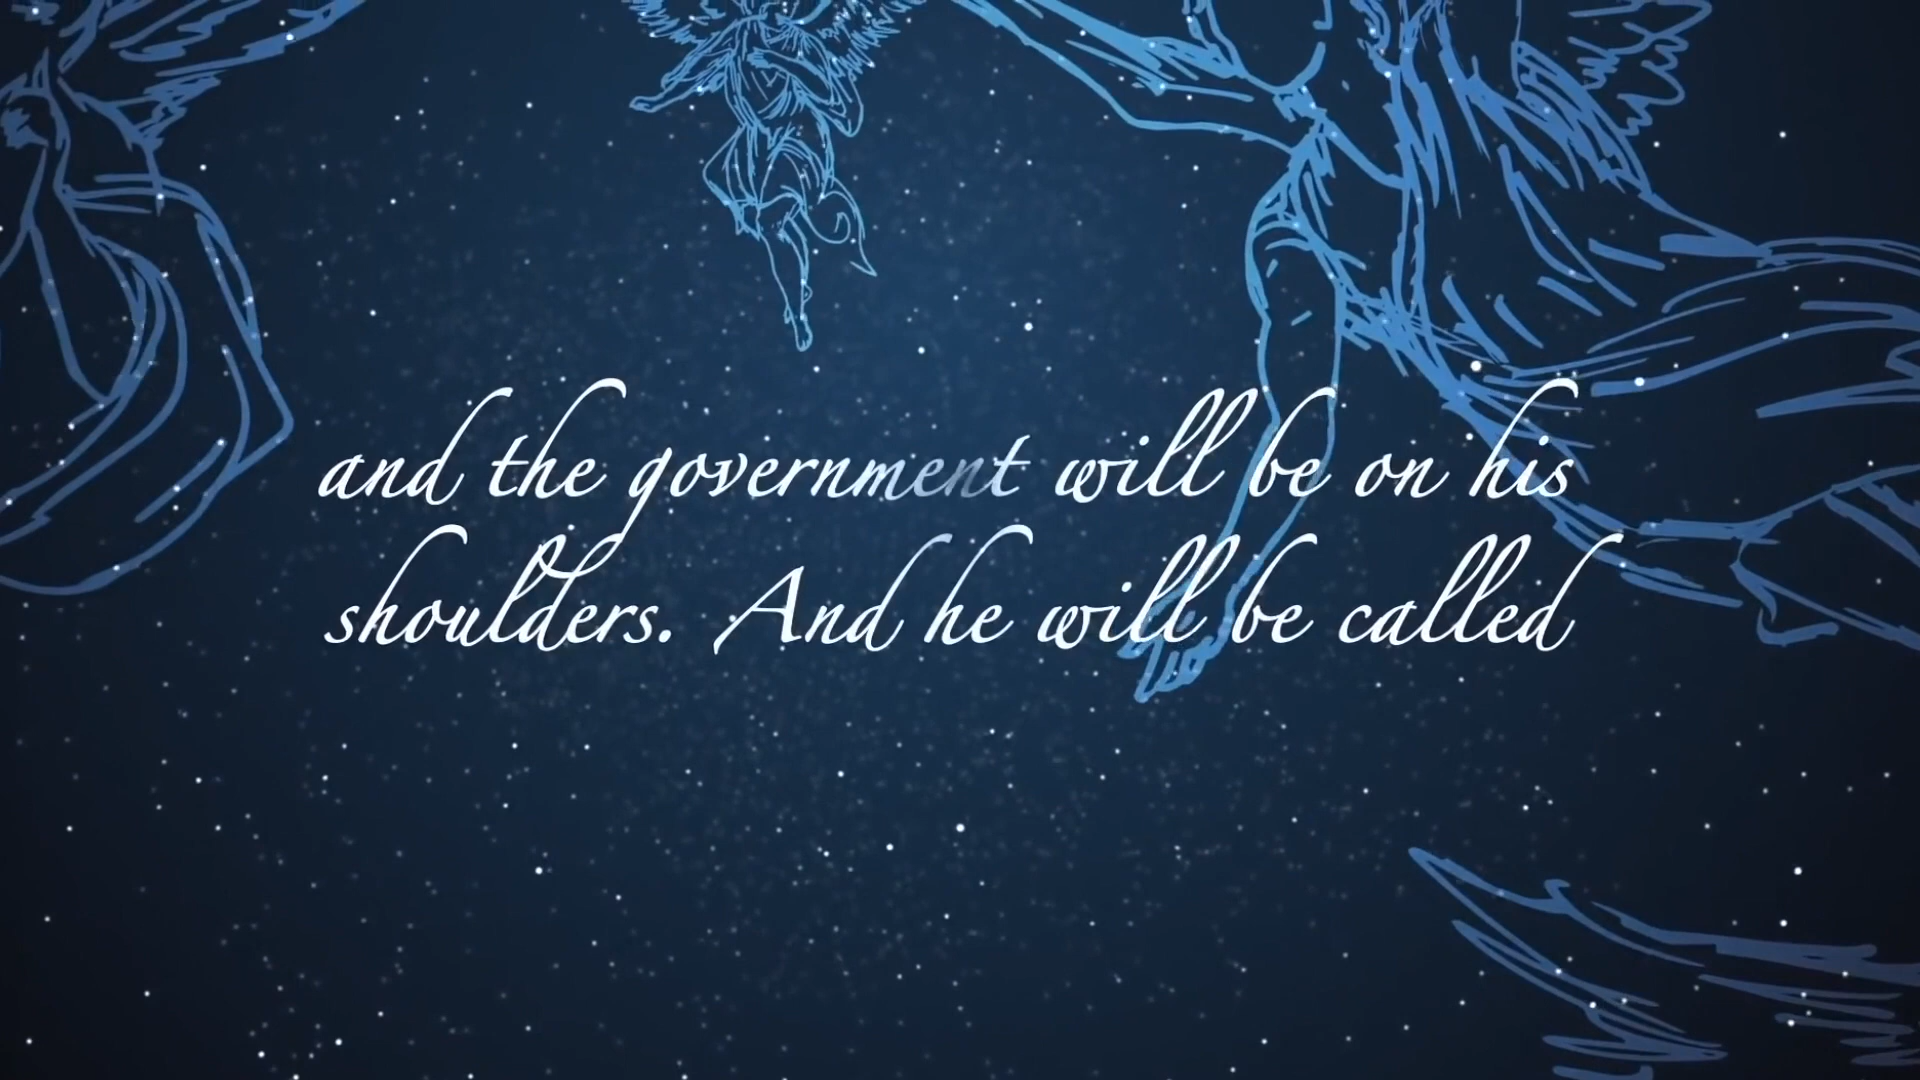 and the government will be on his
shoulders. And he will be called